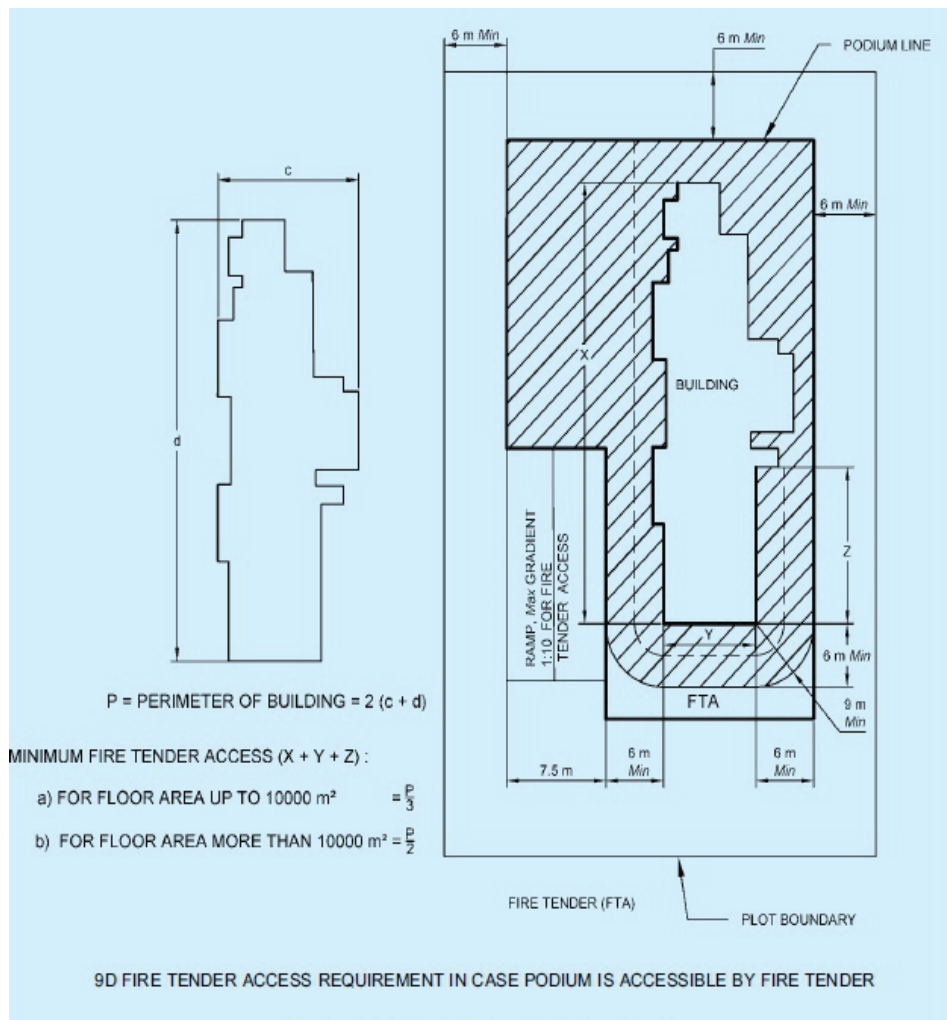 6 m Min
6 m Min
PODIUM LINE
c
6 m Min
d
X
BUILDING
RAMP, Max GRADIENT
1:10 FOR FIRE
TENDER ACCESS
Z
Y
6 m Min
FTA
9 m
Min
7.5 m
6 m
Min
6 m
Min
P = PERIMETER OF BUILDING = 2 (c + d)
MINIMUM FIRE TENDER ACCESS (X + Y + Z) :
a) FOR FLOOR AREA UP TO 10000 m² = P/3
b) FOR FLOOR AREA MORE THAN 10000 m² = P/2
FIRE TENDER (FTA)
PLOT BOUNDARY
9D FIRE TENDER ACCESS REQUIREMENT IN CASE PODIUM IS ACCESSIBLE BY FIRE TENDER